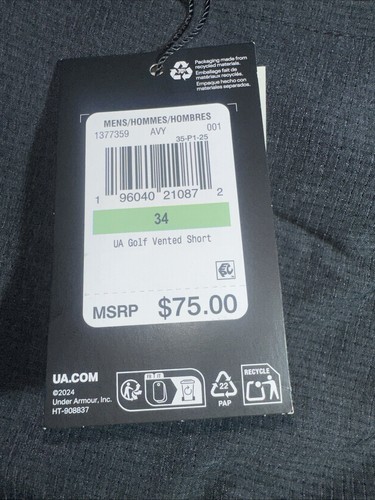 Packaging made from
recycled materials.
Emballage fait de
matériaux recyclés.
Empaque hecho con
materiales separados.
MENS/HOMMES/HOMBRES
1377359 AVY 001
35-P1-25
1 96040 21087 2
34
UA Golf Vented Short
MSRP $75.00
UA.COM
©2024
Under Armour, Inc.
HT-908837
22
PAP
RECYCLE